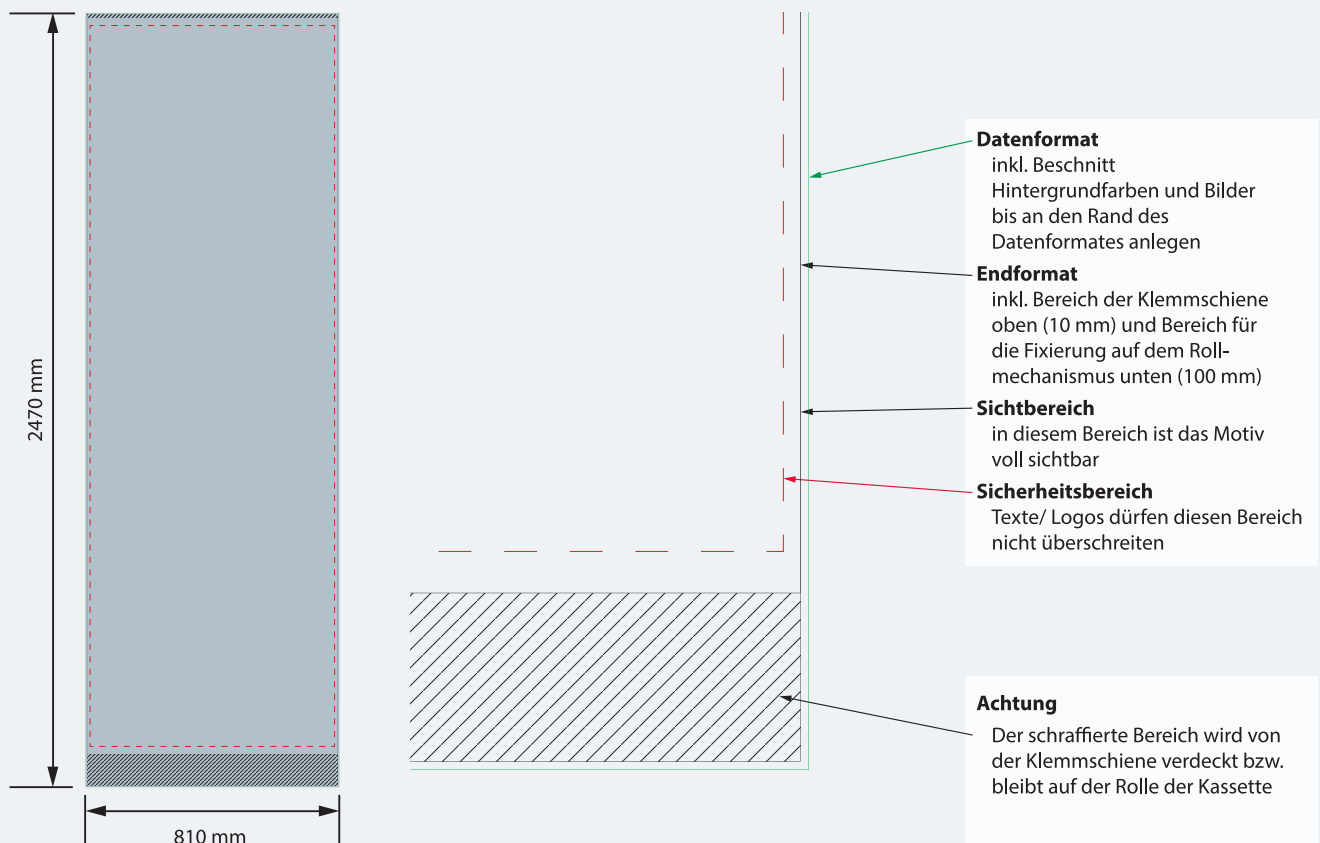 2470 mm
810 mm
Datenformat
inkl. Beschnitt
Hintergrundfarben und Bilder
bis an den Rand des
Datenformates anlegen
Endformat
inkl. Bereich der Klemmschiene
oben (10 mm) und Bereich für
die Fixierung auf dem Roll-
mechanismus unten (100 mm)
Sichtbereich
in diesem Bereich ist das Motiv
voll sichtbar
Sicherheitsbereich
Texte/ Logos dürfen diesen Bereich
nicht überschreiten
Achtung
Der schraffierte Bereich wird von
der Klemmschiene verdeckt bzw.
bleibt auf der Rolle der Kassette